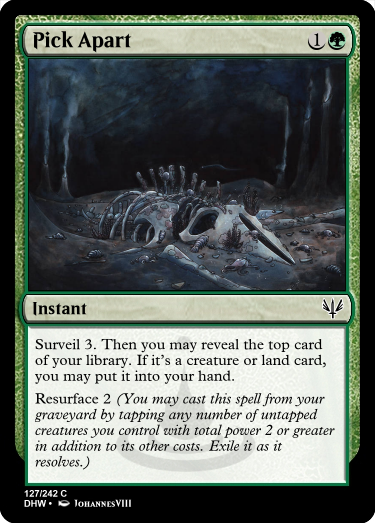 Pick Apart 1
Instant
Surveil 3. Then you may reveal the top card
of your library. If it's a creature or land card,
you may put it into your hand.
Resurface 2 (You may cast this spell from your
graveyard by tapping any number of untapped
creatures you control with total power 2 or greater
in addition to its other costs. Exile it as it
resolves.)
127/242 C
DHW • JohannesVIII